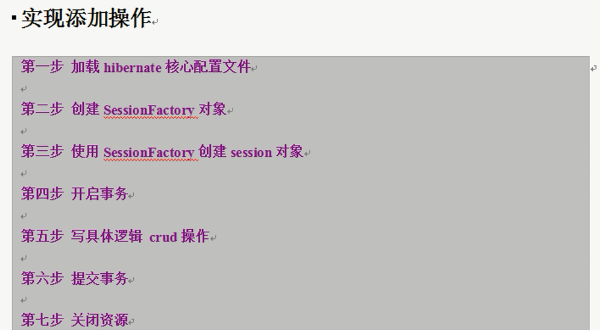 实现添加操作
第一步 加载 hibernate 核心配置文件
第二步 创建 SessionFactory 对象
第三步 使用 SessionFactory 创建 session 对象
第四步 开启事务
第五步 写具体逻辑 crud 操作
第六步 提交事务
第七步 关闭资源